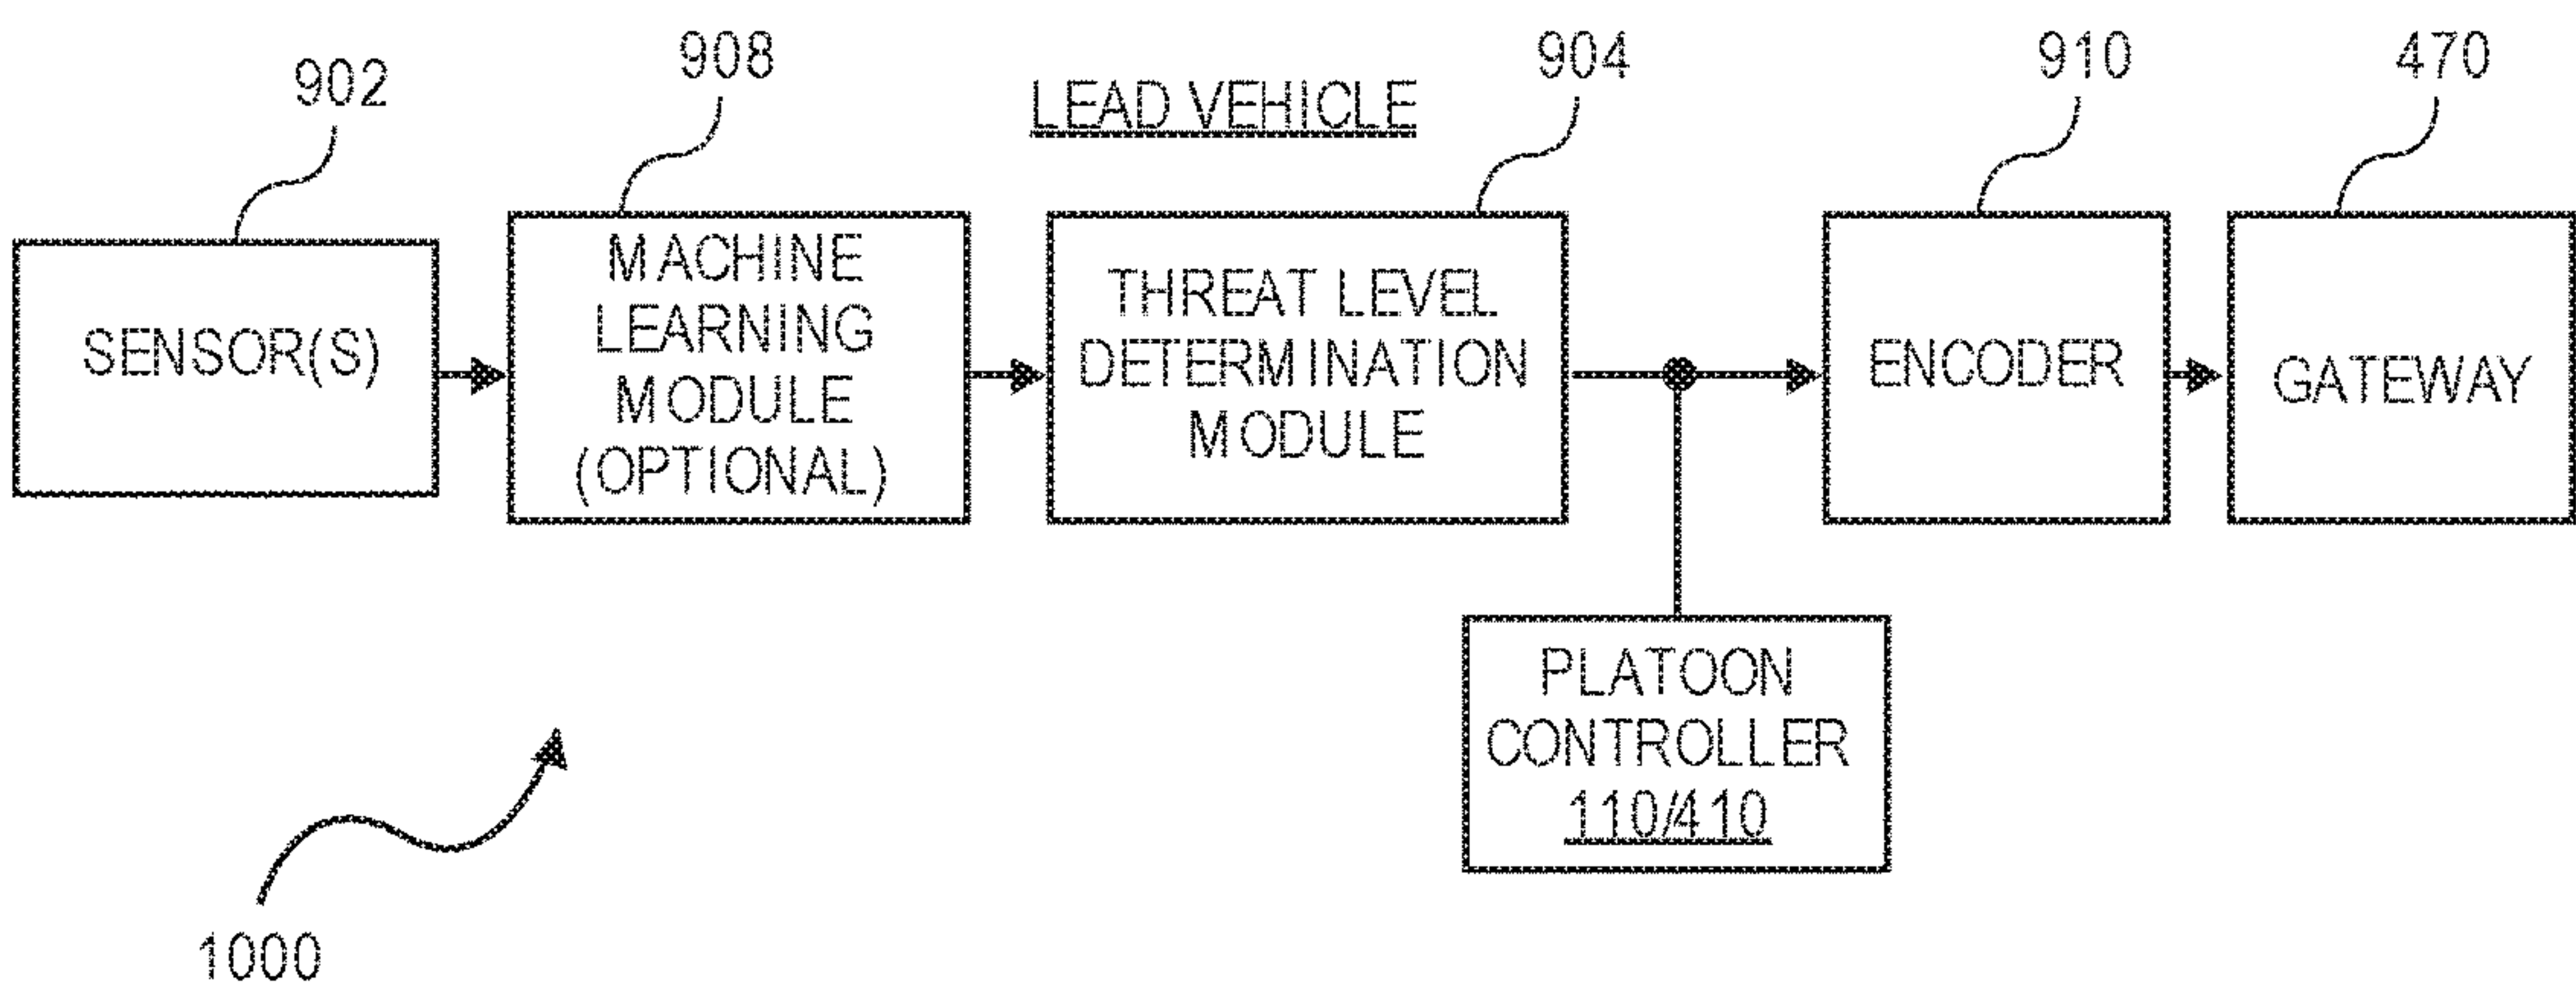 902
908
LEAD VEHICLE
904
910
470
SENSOR(S)
MACHINE
LEARNING
MODULE
(OPTIONAL)
THREAT LEVEL
DETERMINATION
MODULE
ENCODER
GATEWAY
PLATOON
CONTROLLER
110/410
1000